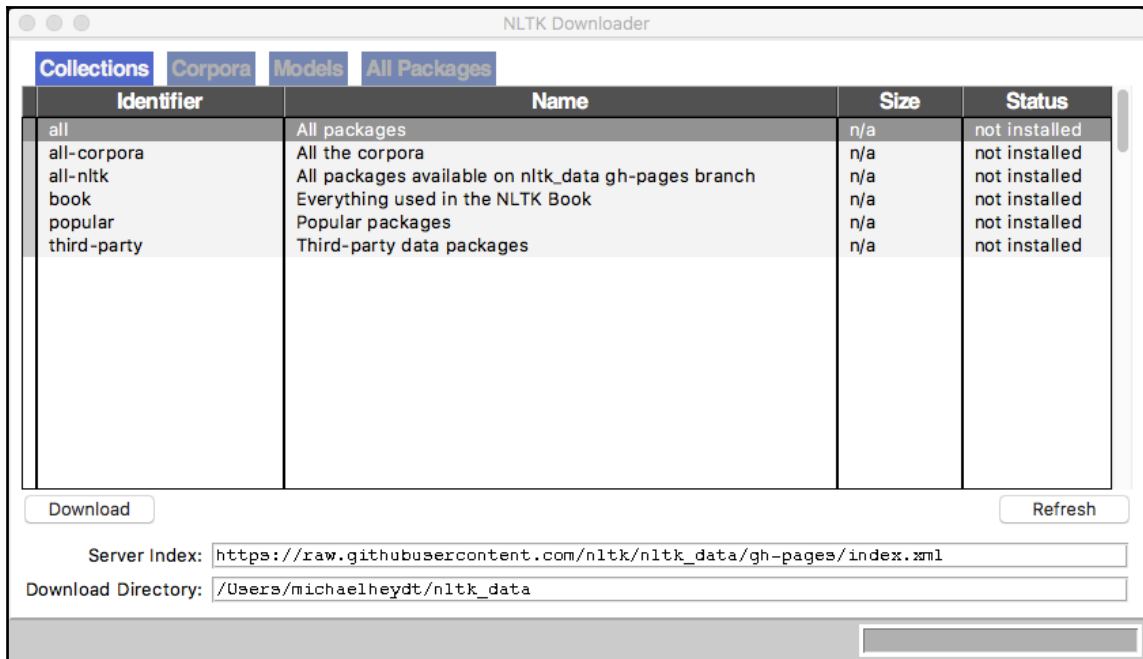 NLTK Downloader
Collections Corpora Models All Packages
Identifier Name Size Status
all All packages n/a not installed
all-corpora All the corpora n/a not installed
all-nltk All packages available on nltk_data gh-pages branch n/a not installed
book Everything used in the NLTK Book n/a not installed
popular Popular packages n/a not installed
third-party Third-party data packages n/a not installed
Download Refresh
Server Index: https://raw.githubusercontent.com/nltk/nltk_data/gh-pages/index.xml
Download Directory: /Users/michaelheydt/nltk_data